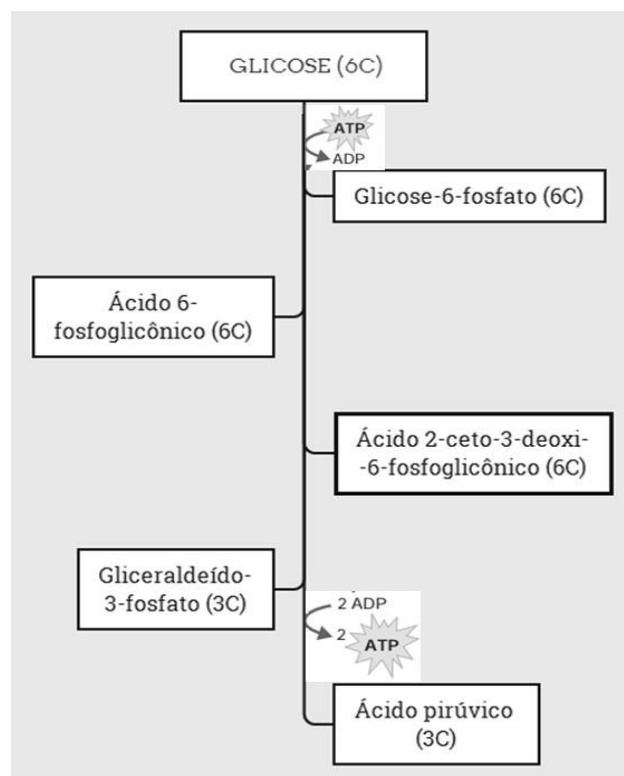 GLICOSE (6C)
ATP
ADP
Glicose-6-fosfato (6C)
Ácido 6-
fosfoglicônico (6C)
Ácido 2-ceto-3-deoxi-
-6-fosfoglicônico (6C)
Gliceraldeído-
3-fosfato (3C)
2 ADP
2 ATP
Ácido pirúvico
(3C)